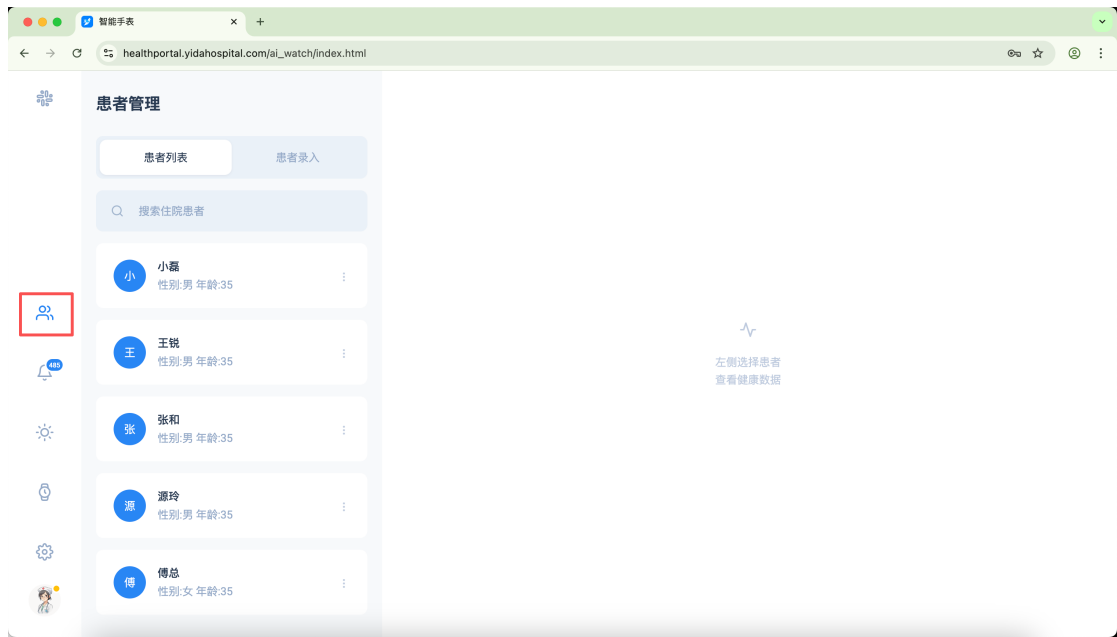 智能手表
healthportal.yidahospital.com/ai_watch/index.html
患者管理
患者列表
患者录入
搜索住院患者
小
小磊
性别:男 年龄:35
王
王锐
性别:男 年龄:35
张
张和
性别:男 年龄:35
源
源玲
性别:男 年龄:35
傅
傅总
性别:女 年龄:35
485
左侧选择患者
查看健康数据